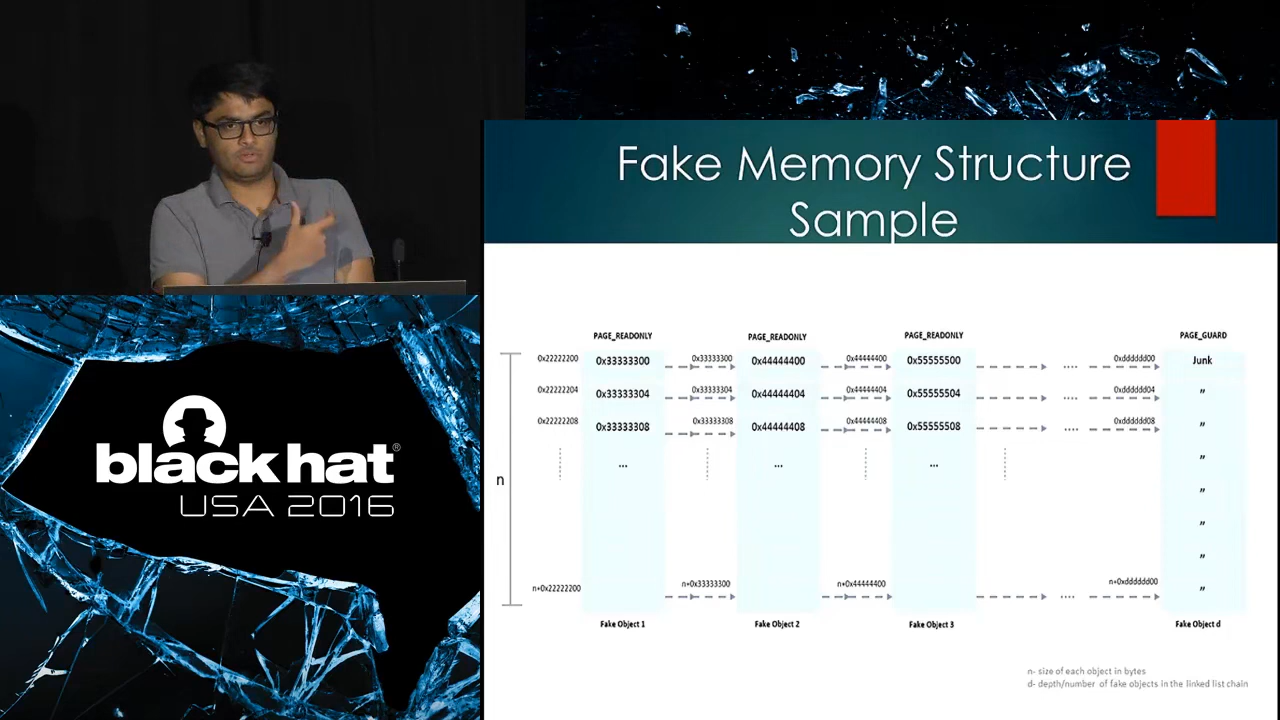 Fake Memory Structure
Sample
PAGE_READONLY
PAGE_READONLY
PAGE_READONLY
PAGE_GUARD
0x22222200 0x33333300 0x33333300 0x44444400 0x44444400 0x55555500 .... 0xdddddd00 Junk
0x22222204 0x33333304 0x33333304 0x44444404 0x44444404 0x55555504 .... 0xdddddd04 "
0x22222208 0x33333308 0x33333308 0x44444408 0x44444408 0x55555508 .... 0xdddddd08 "
... ... ... "
n
"
"
"
n+0x22222200 n+0x33333300 n+0x44444400 .... n+0xdddddd00 "
Fake Object 1
Fake Object 2
Fake Object 3
Fake Object d
n- size of each object in bytes
d- depth/number of fake objects in the linked list chain
black hat®
USA 2016